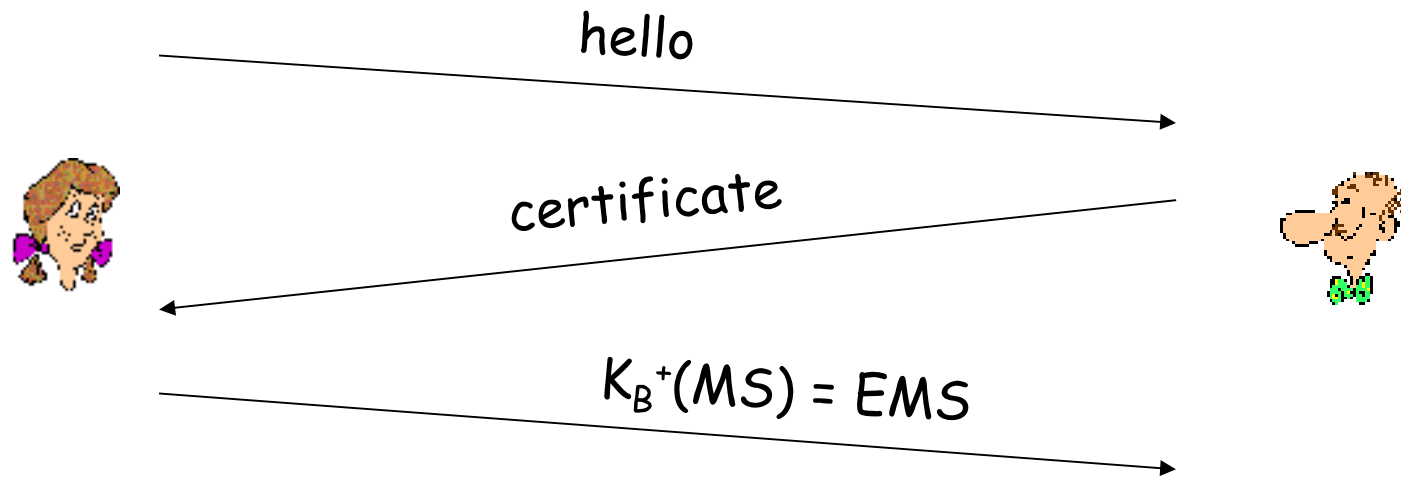 hello
certificate
K_B^+(MS) = EMS